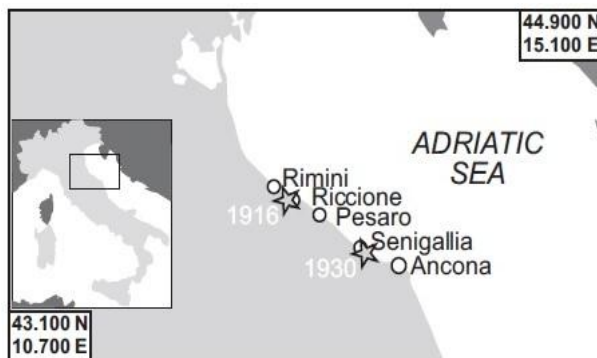 44.900 N
15.100 E
ADRIATIC
SEA
Rimini
Riccione
1916
Pesaro
Senigallia
1930
Ancona
43.100 N
10.700 E